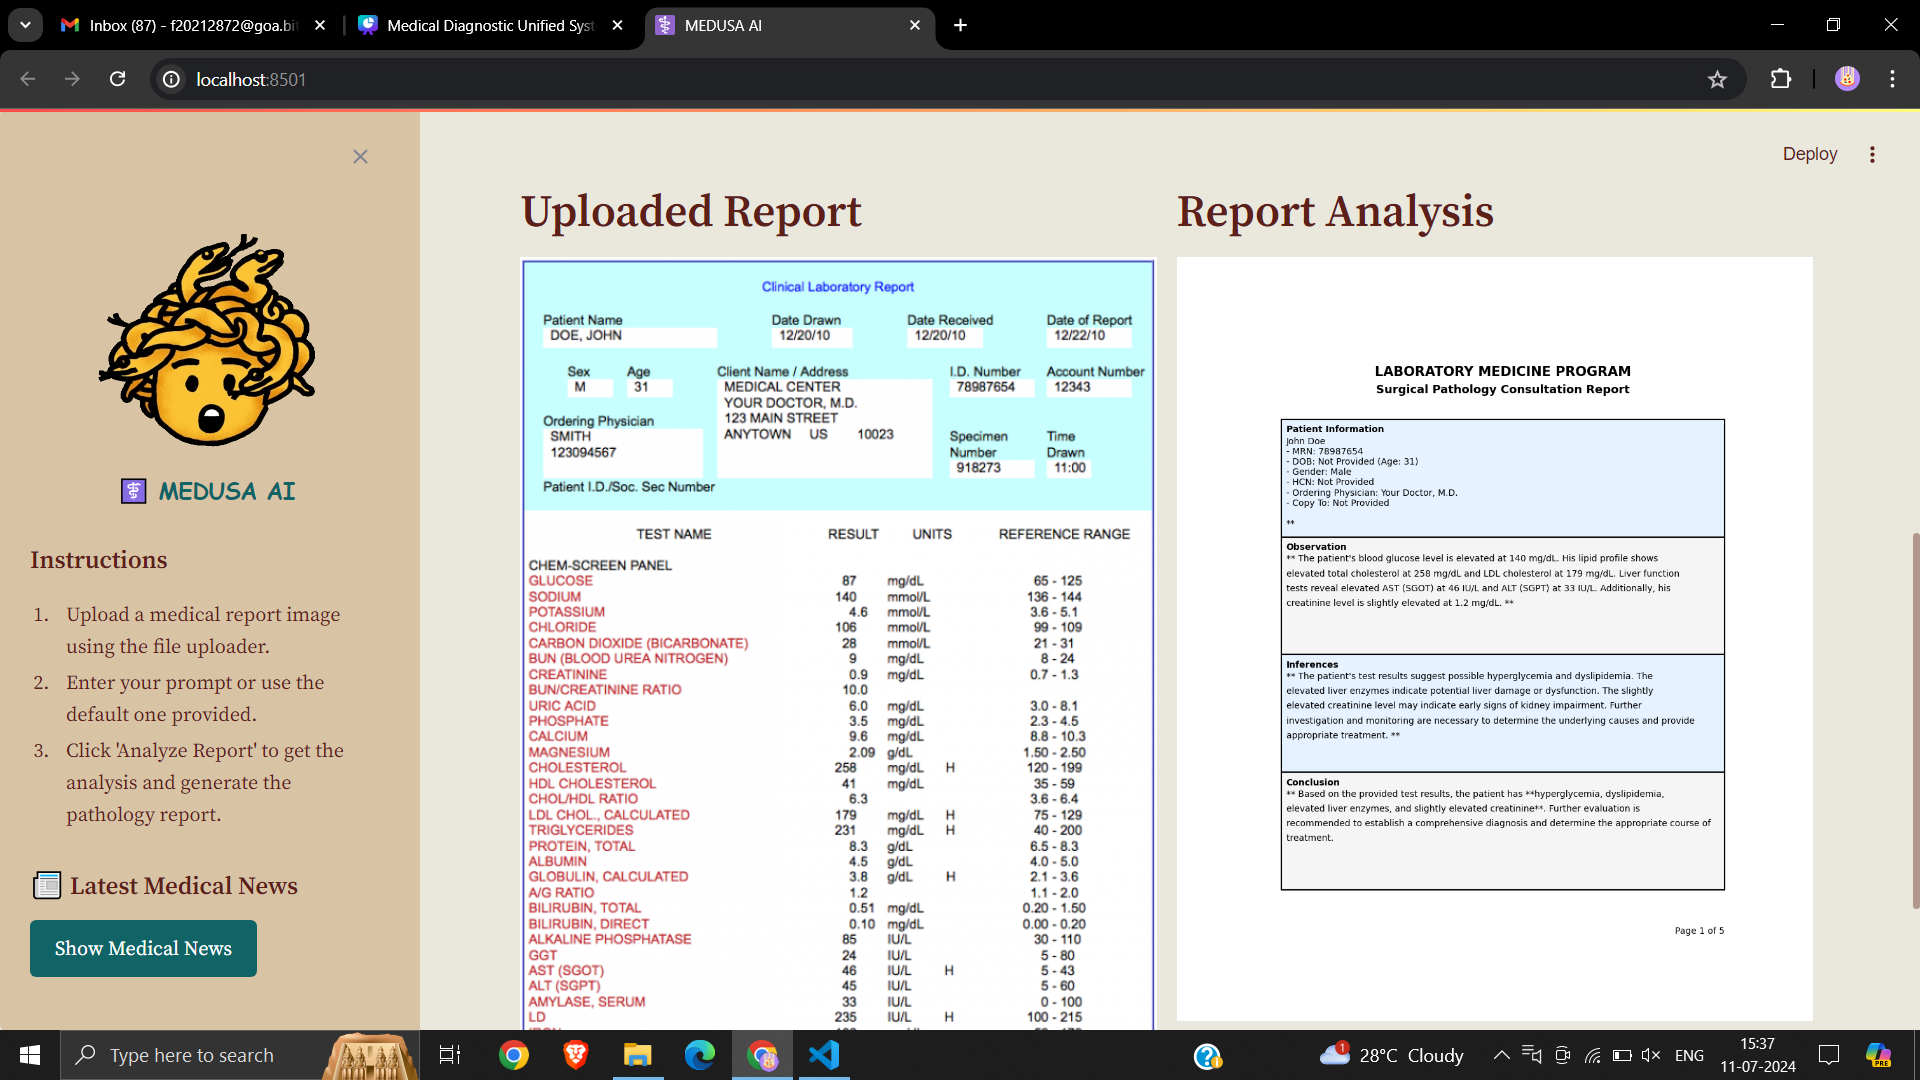 Inbox (87) - f20212872@goa.bit
Medical Diagnostic Unified Syst
MEDUSA AI
localhost:8501
Deploy
MEDUSA AI
Instructions
1. Upload a medical report image
using the file uploader.
2. Enter your prompt or use the
default one provided.
3. Click 'Analyze Report' to get the
analysis and generate the
pathology report.
Latest Medical News
Show Medical News
Uploaded Report
Clinical Laboratory Report
Patient Name Date Drawn Date Received Date of Report
DOE, JOHN 12/20/10 12/20/10 12/22/10
Sex Age Client Name / Address I.D. Number Account Number
M 31 MEDICAL CENTER 78987654 12343
YOUR DOCTOR, M.D.
123 MAIN STREET
ANYTOWN US 10023
Ordering Physician
SMITH
123094567
Specimen Number Time Drawn
918273 11:00
Patient I.D./Soc. Sec Number
TEST NAME RESULT UNITS REFERENCE RANGE
CHEM-SCREEN PANEL
GLUCOSE 87 mg/dL 65 - 125
SODIUM 140 mmol/L 136 - 144
POTASSIUM 4.6 mmol/L 3.6 - 5.1
CHLORIDE 106 mmol/L 99 - 109
CARBON DIOXIDE (BICARBONATE) 28 mmol/L 21 - 31
BUN (BLOOD UREA NITROGEN) 9 mg/dL 8 - 24
CREATININE 0.9 mg/dL 0.7 - 1.3
BUN/CREATININE RATIO 10.0
URIC ACID 6.0 mg/dL 3.0 - 8.1
PHOSPHATE 3.5 mg/dL 2.3 - 4.5
CALCIUM 9.6 mg/dL 8.8 - 10.3
MAGNESIUM 2.09 g/dL 1.50 - 2.50
CHOLESTEROL 258 mg/dL H 120 - 199
HDL CHOLESTEROL 41 mg/dL 35 - 59
CHOL/HDL RATIO 6.3 3.6 - 6.4
LDL CHOL., CALCULATED 179 mg/dL H 75 - 129
TRIGLYCERIDES 231 mg/dL H 40 - 200
PROTEIN, TOTAL 8.3 g/dL 6.5 - 8.3
ALBUMIN 4.5 g/dL 4.0 - 5.0
GLOBULIN, CALCULATED 3.8 g/dL H 2.1 - 3.6
A/G RATIO 1.2 1.1 - 2.0
BILIRUBIN, TOTAL 0.51 mg/dL 0.20 - 1.50
BILIRUBIN, DIRECT 0.10 mg/dL 0.00 - 0.20
ALKALINE PHOSPHATASE 85 IU/L 30 - 110
GGT 24 IU/L 5 - 80
AST (SGOT) 46 IU/L H 5 - 43
ALT (SGPT) 45 IU/L 5 - 60
AMYLASE, SERUM 33 IU/L 0 - 100
LD 235 IU/L H 100 - 215
Report Analysis
LABORATORY MEDICINE PROGRAM
Surgical Pathology Consultation Report
Patient Information
John Doe
- MRN: 78987654
- DOB: Not Provided (Age: 31)
- Gender: Male
- HCN: Not Provided
- Ordering Physician: Your Doctor, M.D.
- Copy To: Not Provided
**
Observation
** The patient's blood glucose level is elevated at 140 mg/dL. His lipid profile shows
elevated total cholesterol at 258 mg/dL and LDL cholesterol at 179 mg/dL. Liver function
tests reveal elevated AST (SGOT) at 46 IU/L and ALT (SGPT) at 33 IU/L. Additionally, his
creatinine level is slightly elevated at 1.2 mg/dL. **
Inferences
** The patient's test results suggest possible hyperglycemia and dyslipidemia. The
elevated liver enzymes indicate potential liver damage or dysfunction. The slightly
elevated creatinine level may indicate early signs of kidney impairment. Further
investigation and monitoring are necessary to determine the underlying causes and provide
appropriate treatment. **
Conclusion
** Based on the provided test results, the patient has **hyperglycemia, dyslipidemia,
elevated liver enzymes, and slightly elevated creatinine**. Further evaluation is
recommended to establish a comprehensive diagnosis and determine the appropriate course of
treatment.
Page 1 of 5
Type here to search
1
28°C Cloudy
ENG
15:37
11-07-2024
PRE